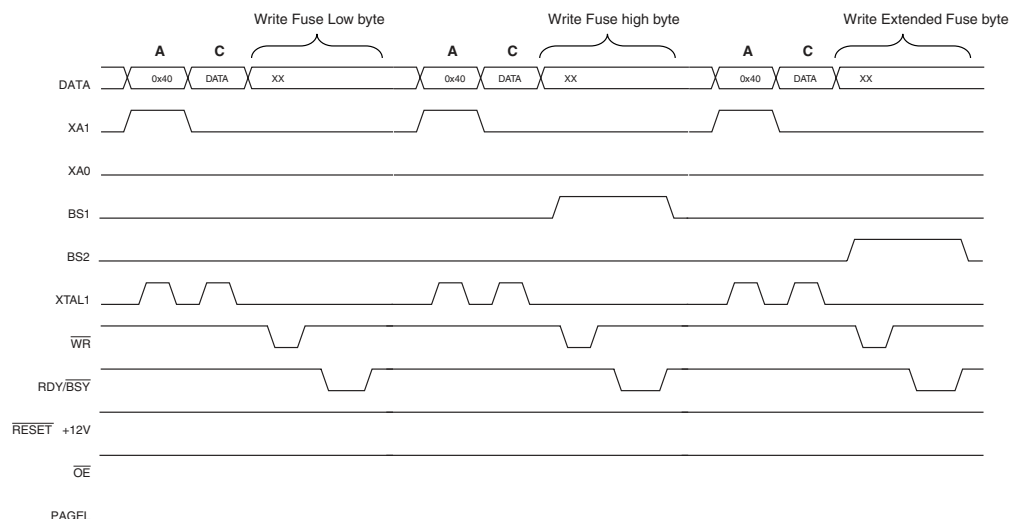 Write Fuse Low byte Write Fuse high byte Write Extended Fuse byte
A C A C A C
DATA 0x40 DATA XX 0x40 DATA XX 0x40 DATA XX
XA1
XA0
BS1
BS2
XTAL1
WR
RDY/BSY
RESET +12V
OE
PAGEL